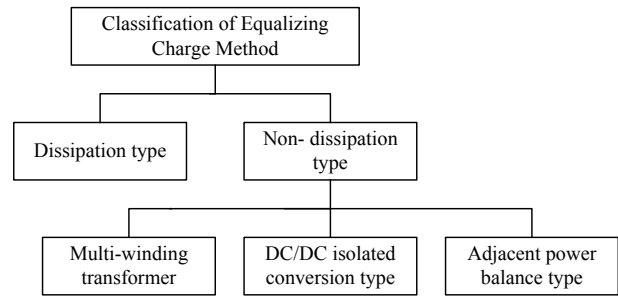 Classification of Equalizing
Charge Method
Dissipation type
Non- dissipation
type
Multi-winding
transformer
DC/DC isolated
conversion type
Adjacent power
balance type